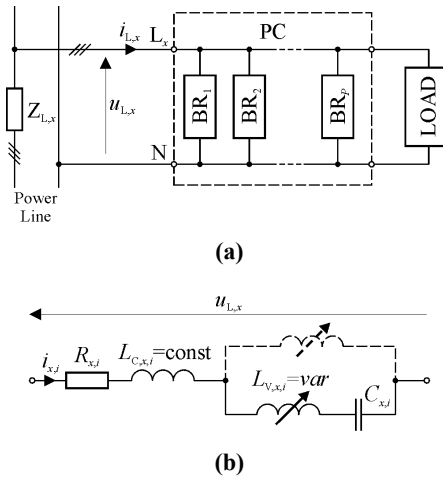 i_L,x L_x PC
Z_L,x
u_L,x
BR_1
BR_2
BR_p
LOAD
N
Power
Line
(a)
u_L,x
i_x,i R_x,i L_C,x,i=const
L_V,x,i=var C_x,i
(b)